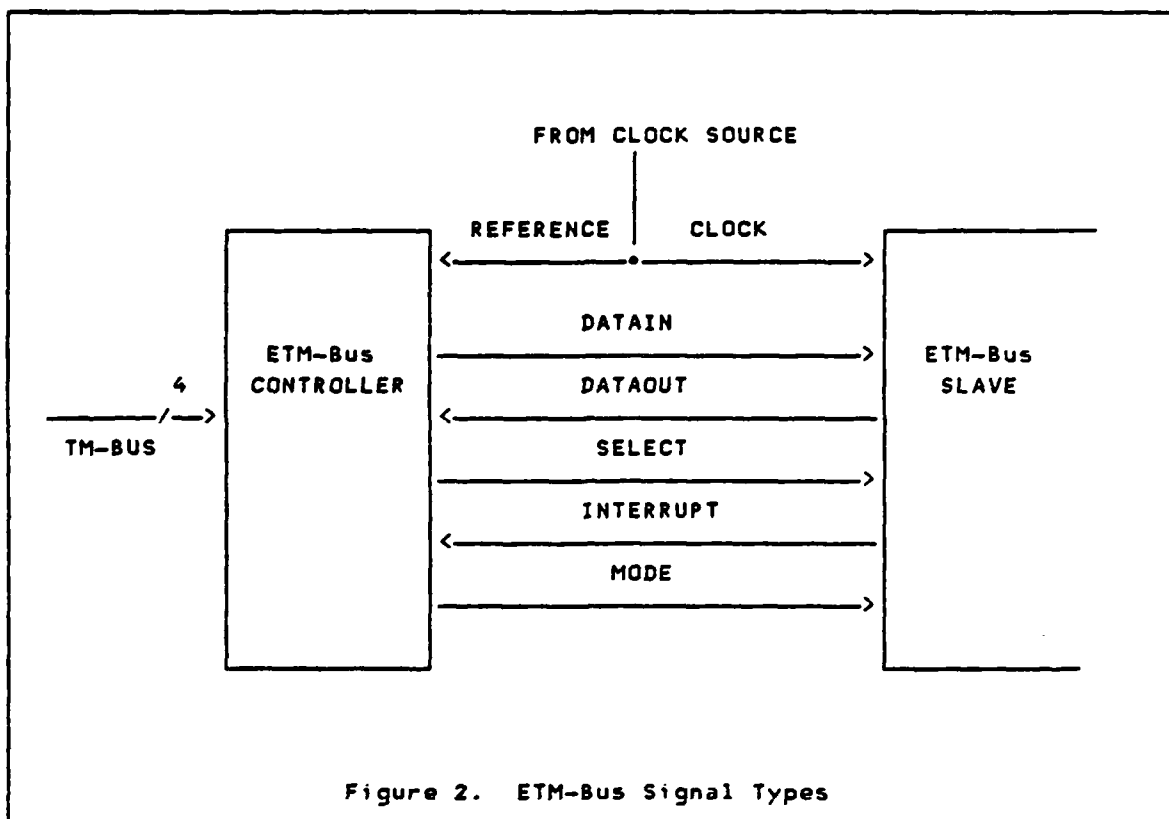 FROM CLOCK SOURCE
REFERENCE CLOCK
DATAIN
ETM-Bus
CONTROLLER
ETM-Bus
SLAVE
4
DATAOUT
TM-BUS
SELECT
INTERRUPT
MODE
Figure 2. ETM-Bus Signal Types